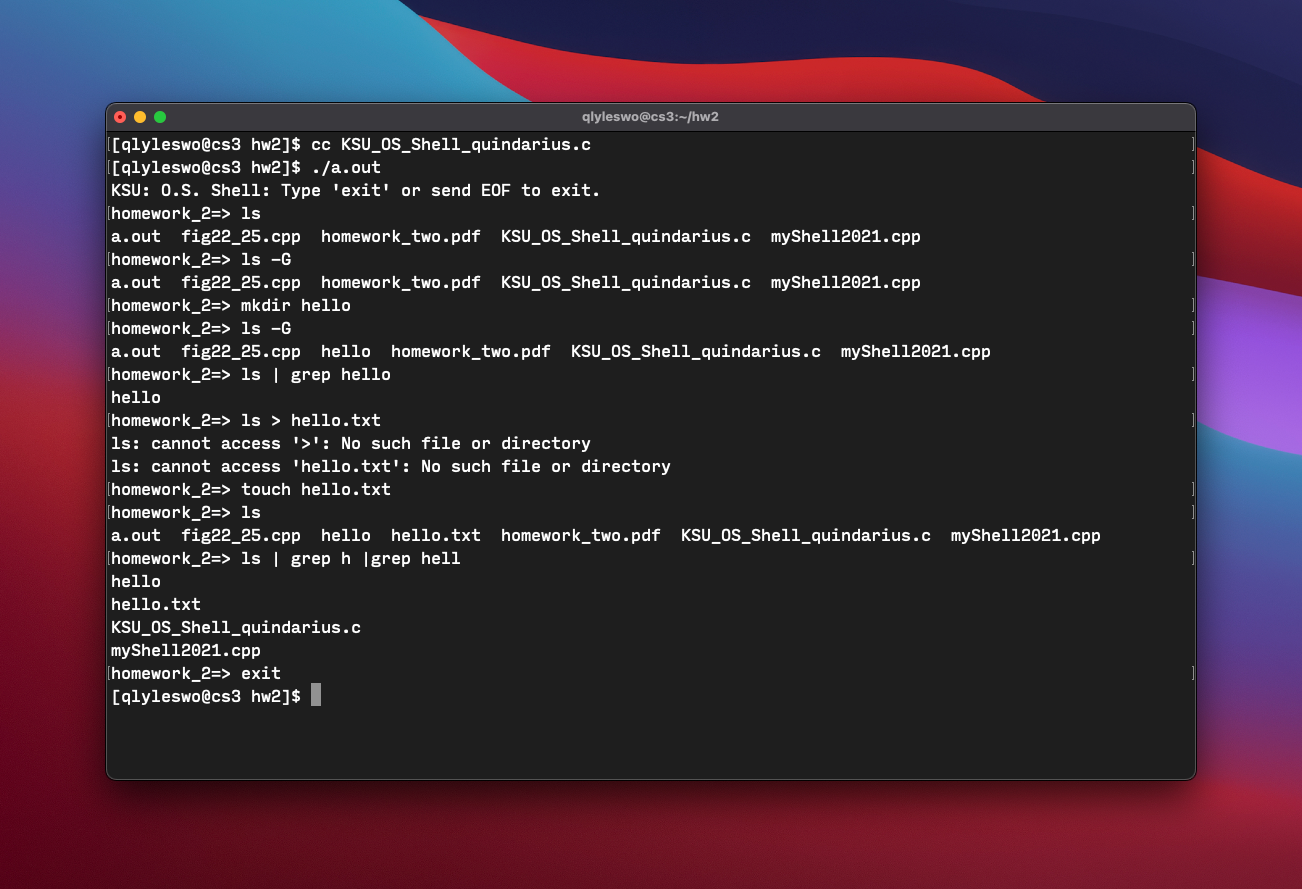 qlyleswo@cs3:~/hw2
[[qlyleswo@cs3 hw2]$ cc KSU_OS_Shell_quindarius.c ]
[[qlyleswo@cs3 hw2]$ ./a.out ]
KSU: O.S. Shell: Type 'exit' or send EOF to exit.
[homework_2=> ls ]
a.out  fig22_25.cpp  homework_two.pdf  KSU_OS_Shell_quindarius.c  myShell2021.cpp
[homework_2=> ls -G ]
a.out  fig22_25.cpp  homework_two.pdf  KSU_OS_Shell_quindarius.c  myShell2021.cpp
[homework_2=> mkdir hello ]
[homework_2=> ls -G ]
a.out  fig22_25.cpp  hello  homework_two.pdf  KSU_OS_Shell_quindarius.c  myShell2021.cpp
[homework_2=> ls | grep hello ]
hello
[homework_2=> ls > hello.txt ]
ls: cannot access '>': No such file or directory
ls: cannot access 'hello.txt': No such file or directory
[homework_2=> touch hello.txt ]
[homework_2=> ls ]
a.out  fig22_25.cpp  hello  hello.txt  homework_two.pdf  KSU_OS_Shell_quindarius.c  myShell2021.cpp
[homework_2=> ls | grep h |grep hell ]
hello
hello.txt
KSU_OS_Shell_quindarius.c
myShell2021.cpp
[homework_2=> exit ]
[qlyleswo@cs3 hw2]$